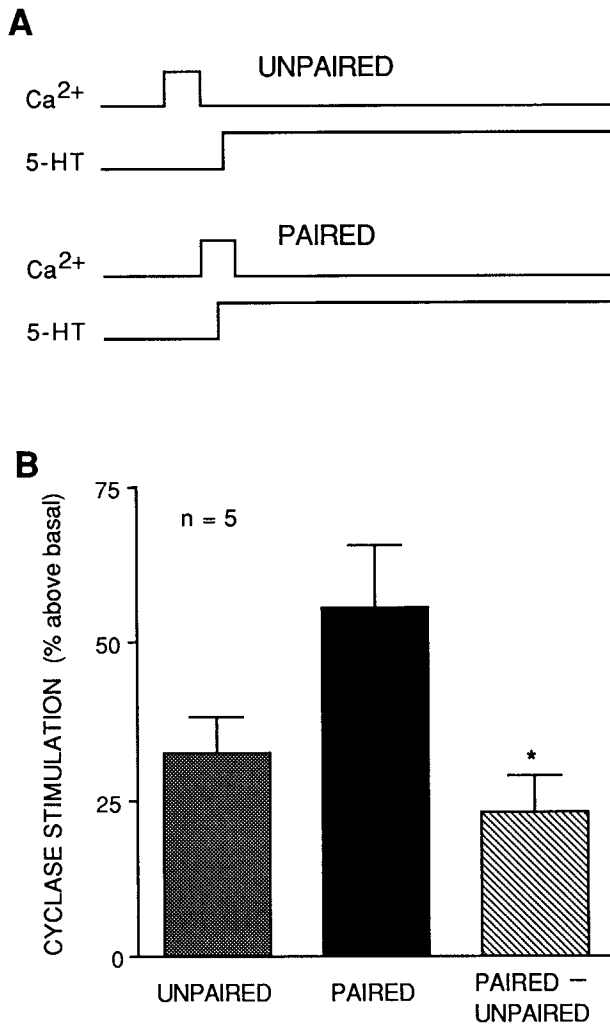 A
UNPAIRED
Ca2+
5-HT
PAIRED
Ca2+
5-HT
B
CYCLASE STIMULATION (% above basal)
75
n = 5
50
25
0
*
UNPAIRED
PAIRED
PAIRED –
UNPAIRED